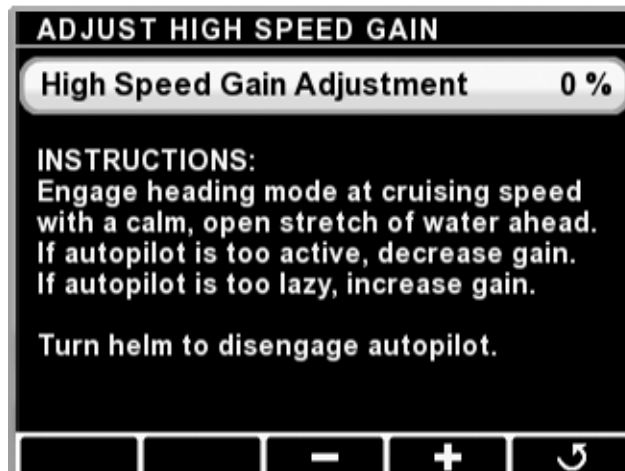 ADJUST HIGH SPEED GAIN
High Speed Gain Adjustment 0 %
INSTRUCTIONS:
Engage heading mode at cruising speed
with a calm, open stretch of water ahead.
If autopilot is too active, decrease gain.
If autopilot is too lazy, increase gain.
Turn helm to disengage autopilot.
− +